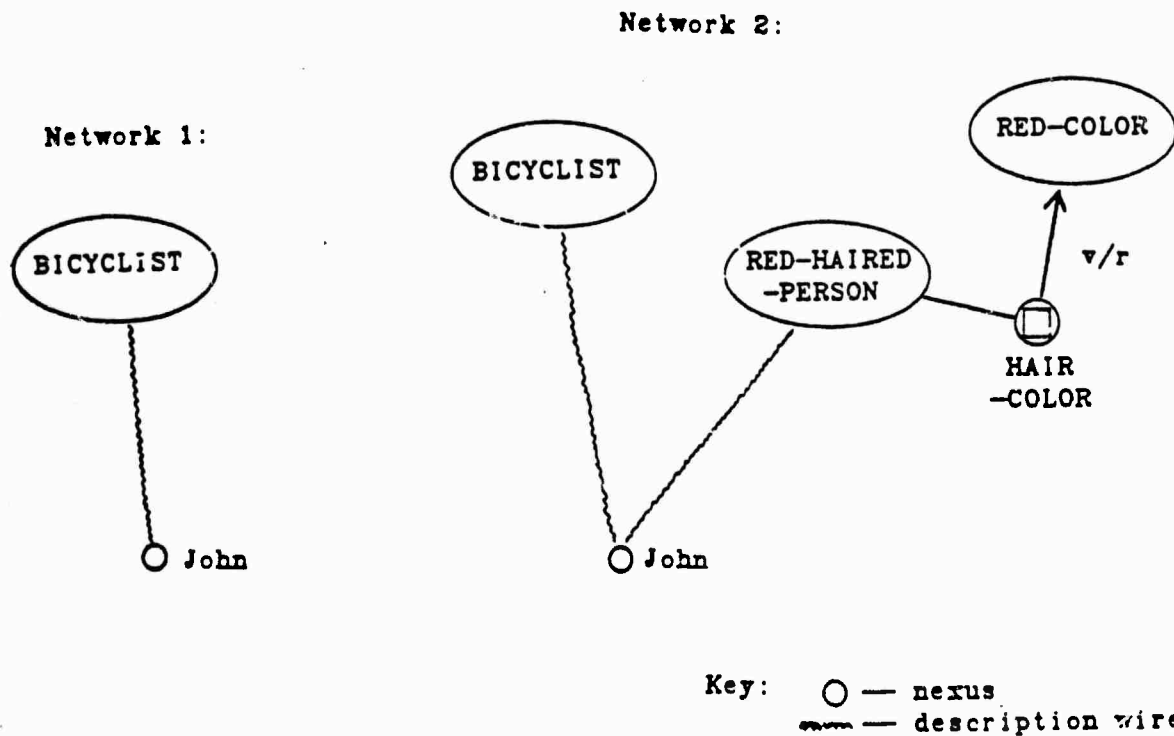 Network 2:
Network 1:
BICYCLIST
John
BICYCLIST
RED-COLOR
v/r
RED-HAIRED
-PERSON
HAIR
-COLOR
John
Key: — nexus
— description wire